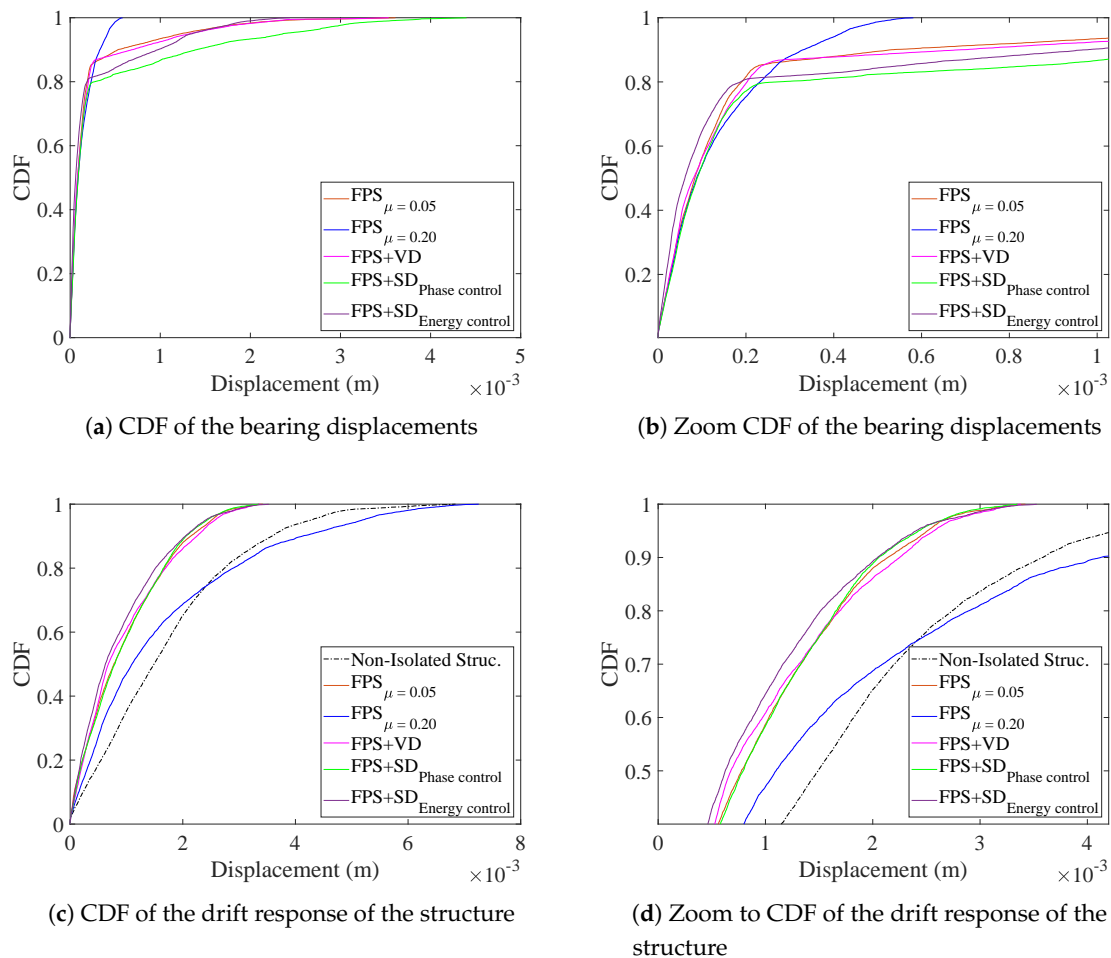 1
0.8
0.6
0.4
0.2
0
CDF
FPS μ = 0.05
FPS μ = 0.20
FPS+VD
FPS+SD Phase control
FPS+SD Energy control
0 1 2 3 4 5
Displacement (m) ×10-3
(a) CDF of the bearing displacements
1
0.8
0.6
0.4
0.2
CDF
FPS μ = 0.05
FPS μ = 0.20
FPS+VD
FPS+SD Phase control
FPS+SD Energy control
0 0.2 0.4 0.6 0.8 1
Displacement (m) ×10-3
(b) Zoom CDF of the bearing displacements
1
0.8
0.6
0.4
0.2
0
CDF
Non-Isolated Struc.
FPS μ = 0.05
FPS μ = 0.20
FPS+VD
FPS+SD Phase control
FPS+SD Energy control
0 2 4 6 8
Displacement (m) ×10-3
(c) CDF of the drift response of the structure
1
0.9
0.8
0.7
0.6
0.5
CDF
Non-Isolated Struc.
FPS μ = 0.05
FPS μ = 0.20
FPS+VD
FPS+SD Phase control
FPS+SD Energy control
0 1 2 3 4
Displacement (m) ×10-3
(d) Zoom to CDF of the drift response of the
structure